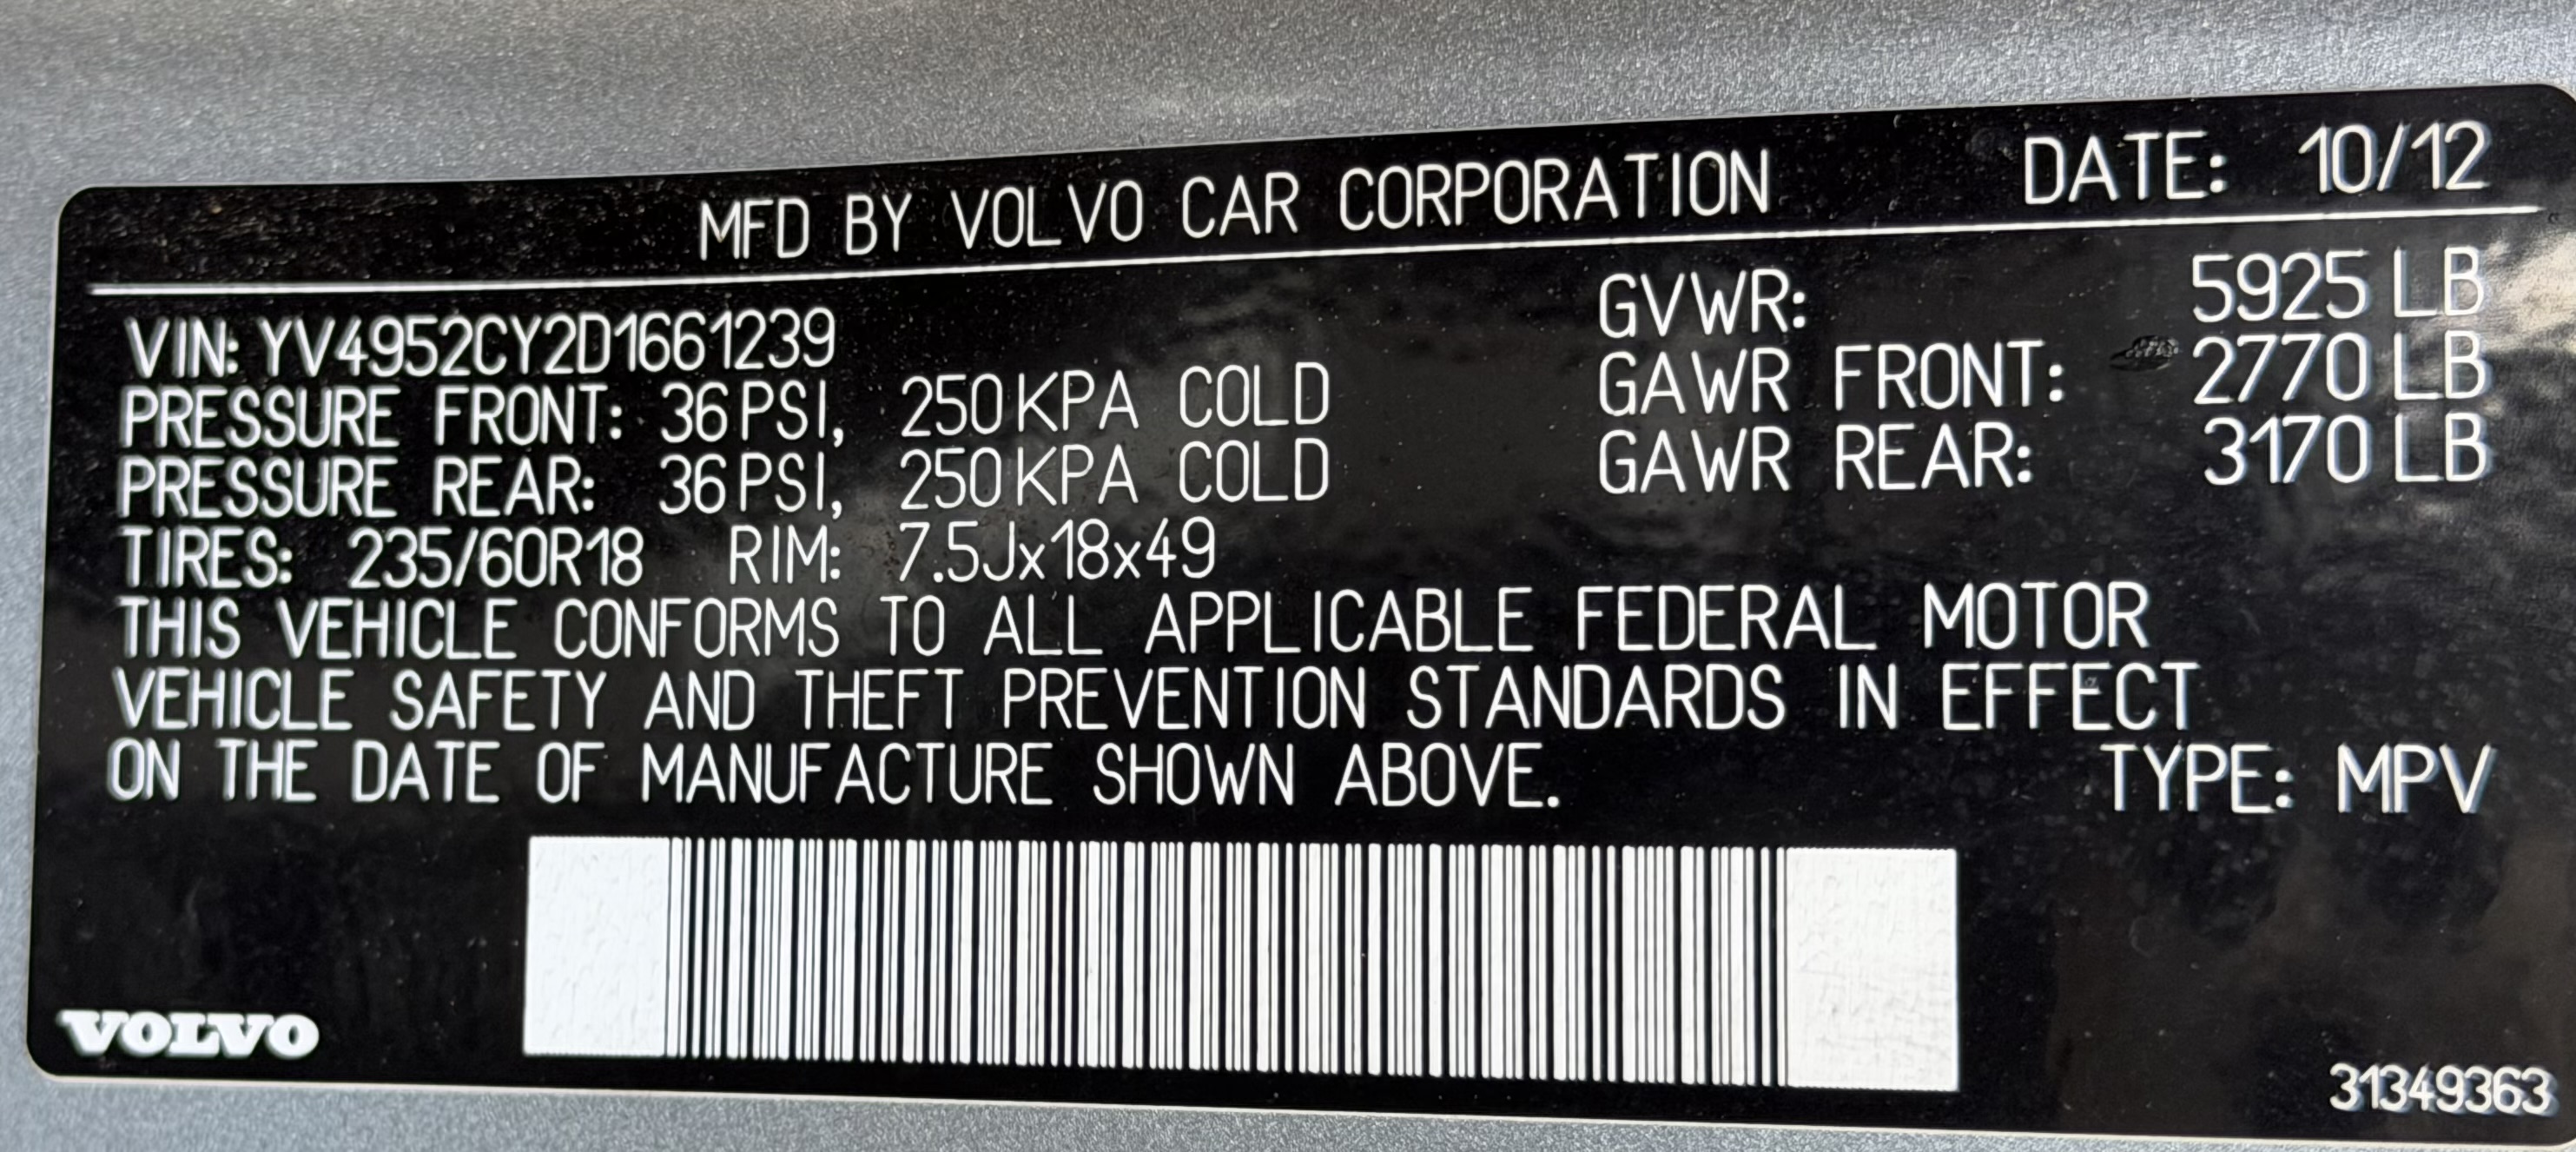 MFD BY VOLVO CAR CORPORATION DATE: 10/12
VIN: YV4952CY2D1661239 GVWR: 5925 LB
PRESSURE FRONT: 36 PSI, 250 KPA COLD GAWR FRONT: 2770 LB
PRESSURE REAR: 36 PSI, 250 KPA COLD GAWR REAR: 3170 LB
TIRES: 235/60R18 RIM: 7.5Jx18x49
THIS VEHICLE CONFORMS TO ALL APPLICABLE FEDERAL MOTOR
VEHICLE SAFETY AND THEFT PREVENTION STANDARDS IN EFFECT
ON THE DATE OF MANUFACTURE SHOWN ABOVE. TYPE: MPV
VOLVO
31349363